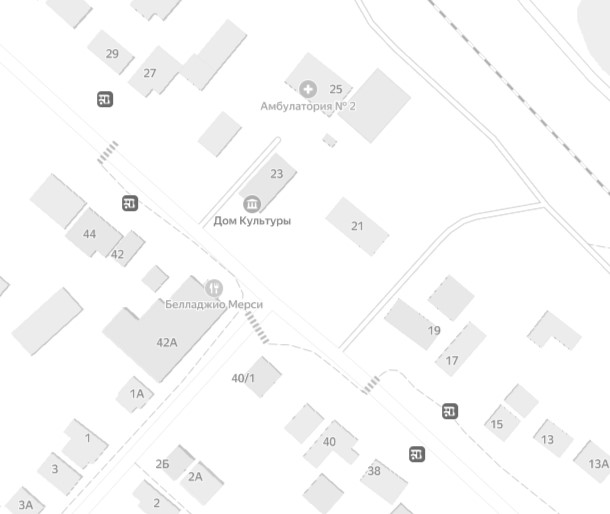 29
27
25
Амбулатория № 2
23
Дом Культуры
21
44
42
Белладжио Мерси
42А
19
17
40/1
1А
1
15
13
13А
40
3
2Б
2А
38
3А
2